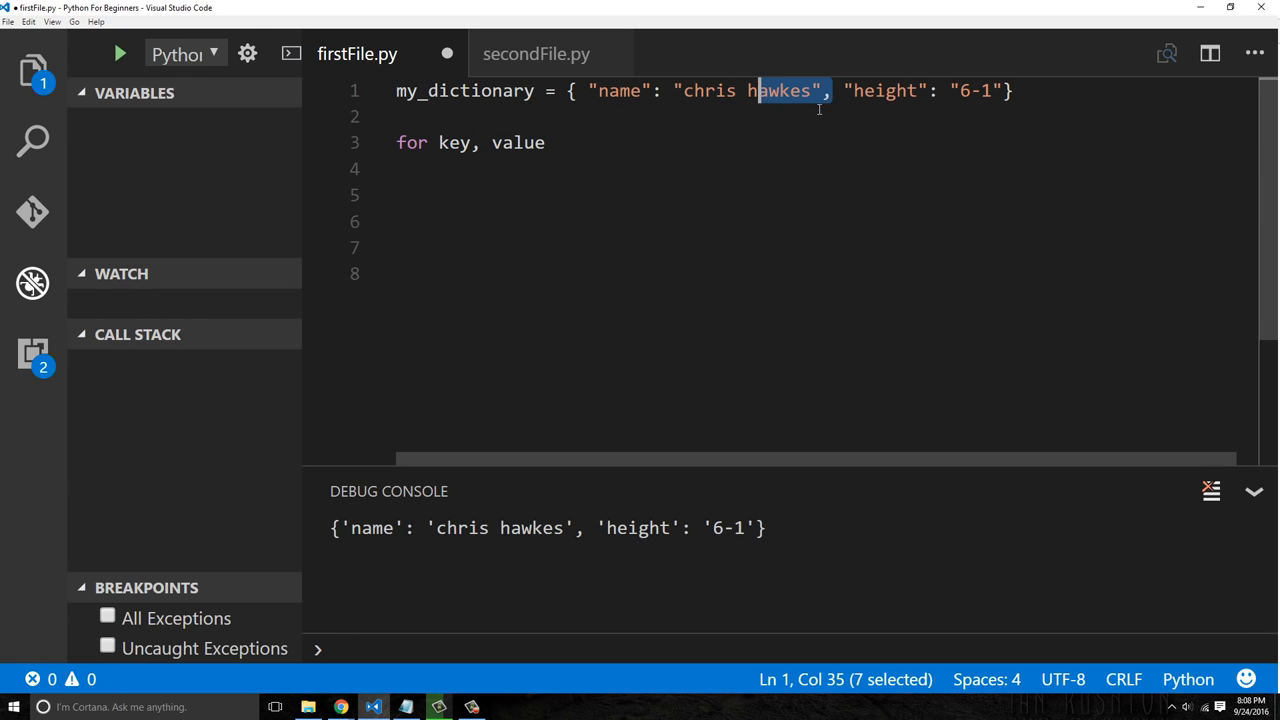 ● firstFile.py - Python For Beginners - Visual Studio Code
File Edit View Go Help
Python
firstFile.py
secondFile.py
1
VARIABLES
1 my_dictionary = { "name": "chris hawkes", "height": "6-1"}
2
3 for key, value
4
5
6
7
8
WATCH
CALL STACK
2
DEBUG CONSOLE
{'name': 'chris hawkes', 'height': '6-1'}
BREAKPOINTS
All Exceptions
Uncaught Exceptions
0 0
Ln 1, Col 35 (7 selected)
Spaces: 4
UTF-8
CRLF
Python
I'm Cortana. Ask me anything.
8:08 PM
9/24/2016